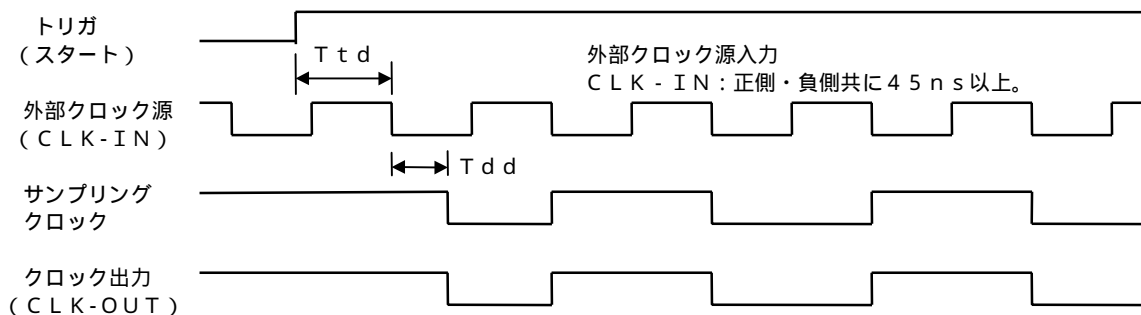 トリガ
(スタート)
Ttd
外部クロック源入力
CLK-IN:正側・負側共に45ns以上。
外部クロック源
(CLK-IN)
Tdd
サンプリング
クロック
クロック出力
(CLK-OUT)